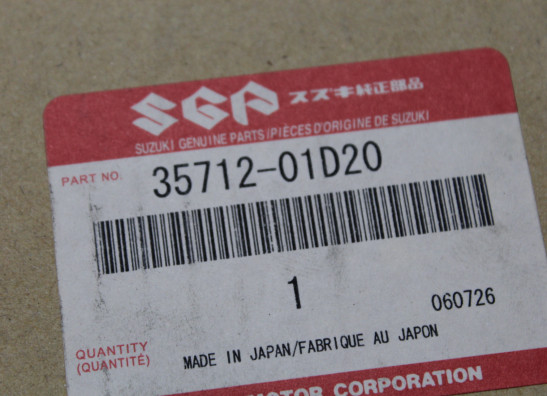 SGP スズキ純正部品
SUZUKI GENUINE PARTS/PIÈCES D'ORIGINE DE SUZUKI
PART NO. 35712-01D20
1
060726
QUANTITY
(QUANTITÉ)
MADE IN JAPAN/FABRIQUE AU JAPON
MOTOR CORPORATION